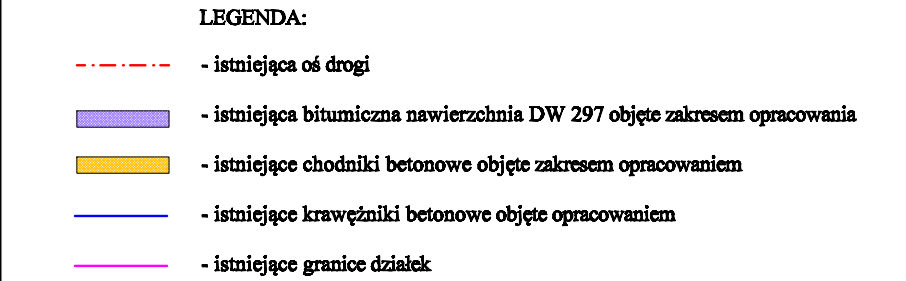 LEGENDA:
- istniejąca oś drogi
- istniejąca bitumiczna nawierzchnia DW 297 objęte zakresem opracowania
- istniejące chodniki betonowe objęte zakresem opracowaniem
- istniejące krawężniki betonowe objęte opracowaniem
- istniejące granice działek